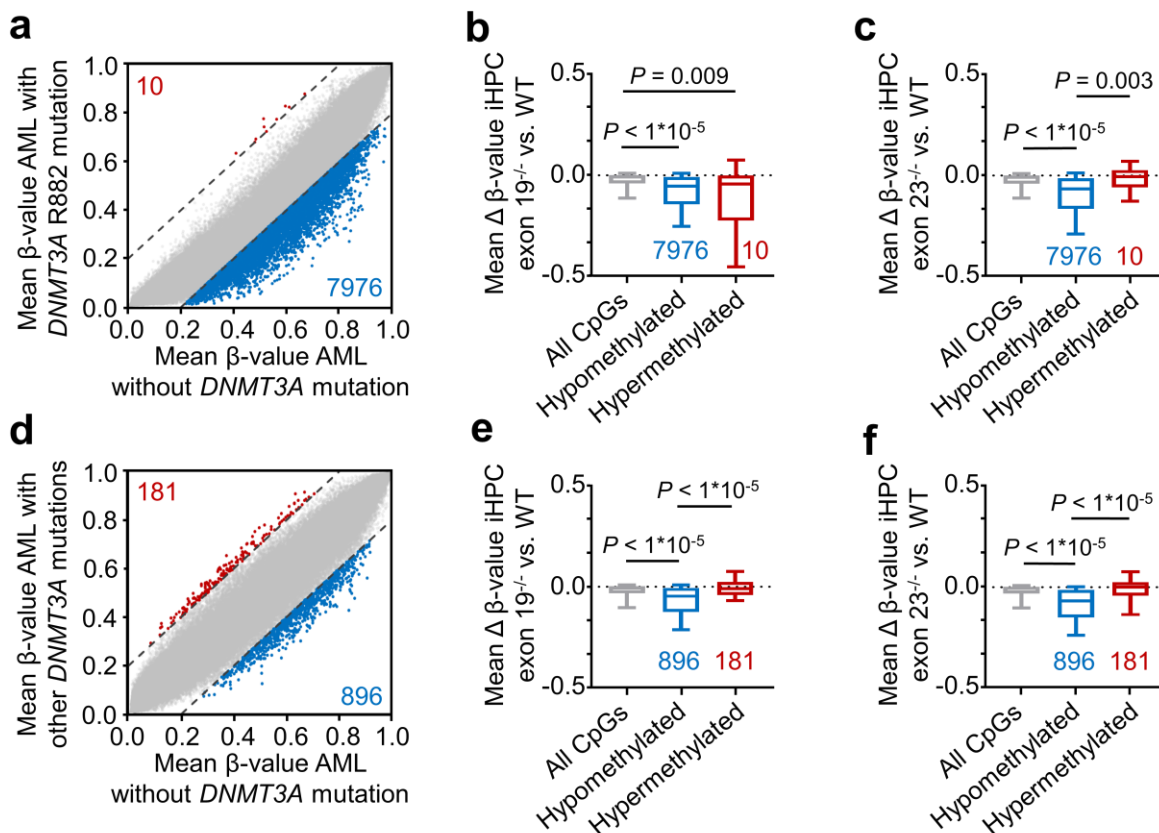 a
Mean β-value AML with
DNMT3A R882 mutation
1.0
0.8
0.6
0.4
0.2
0.0
10
7976
0.0 0.2 0.4 0.6 0.8 1.0
Mean β-value AML
without DNMT3A mutation
b
Mean Δ β-value iHPC
exon 19-/- vs. WT
0.5
0.0
-0.5
P = 0.009
P < 1*10-5
7976
10
All CpGs
Hypomethylated
Hypermethylated
c
Mean Δ β-value iHPC
exon 23-/- vs. WT
0.5
0.0
-0.5
P = 0.003
P < 1*10-5
7976
10
All CpGs
Hypomethylated
Hypermethylated
d
Mean β-value AML with
other DNMT3A mutations
1.0
0.8
0.6
0.4
0.2
0.0
181
896
0.0 0.2 0.4 0.6 0.8 1.0
Mean β-value AML
without DNMT3A mutation
e
Mean Δ β-value iHPC
exon 19-/- vs. WT
0.5
0.0
-0.5
P < 1*10-5
P < 1*10-5
896
181
All CpGs
Hypomethylated
Hypermethylated
f
Mean Δ β-value iHPC
exon 23-/- vs. WT
0.5
0.0
-0.5
P < 1*10-5
P < 1*10-5
896
181
All CpGs
Hypomethylated
Hypermethylated